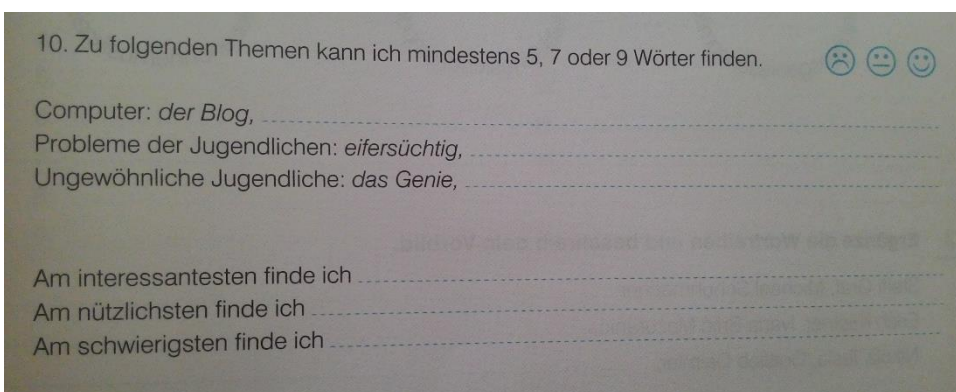 10. Zu folgenden Themen kann ich mindestens 5, 7 oder 9 Wörter finden.
Computer: der Blog,
Probleme der Jugendlichen: eifersüchtig,
Ungewöhnliche Jugendliche: das Genie,
Am interessantesten finde ich
Am nützlichsten finde ich
Am schwierigsten finde ich